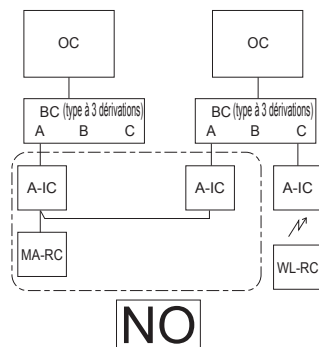 OC
OC
BC (type à 3 dérivations)
A B C
BC (type à 3 dérivations)
A B C
A-IC
A-IC
A-IC
MA-RC
WL-RC
NO